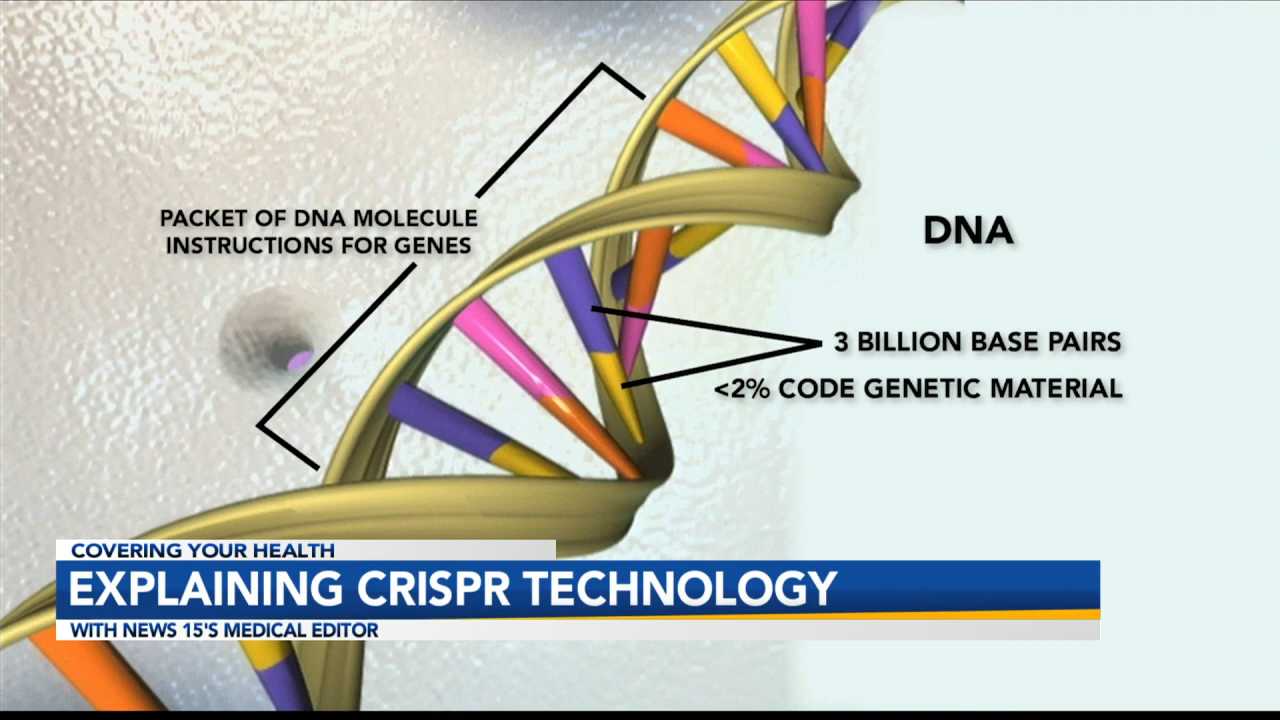 PACKET OF DNA MOLECULE
INSTRUCTIONS FOR GENES
DNA
3 BILLION BASE PAIRS
<2% CODE GENETIC MATERIAL
COVERING YOUR HEALTH
EXPLAINING CRISPR TECHNOLOGY
WITH NEWS 15'S MEDICAL EDITOR